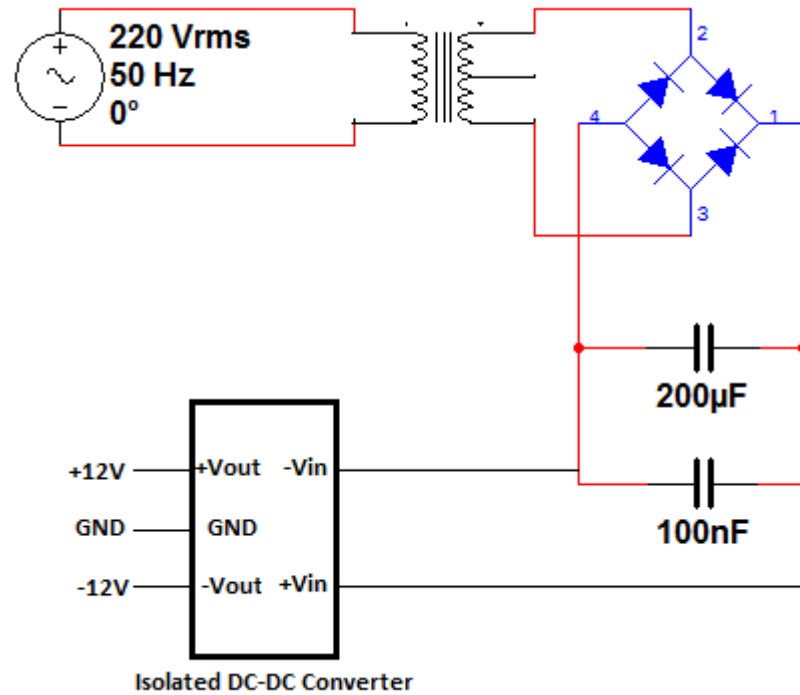 220 Vrms
50 Hz
0°
2
4
1
3
200µF
100nF
+12V
+Vout
-Vin
GND
GND
-12V
-Vout
+Vin
Isolated DC-DC Converter